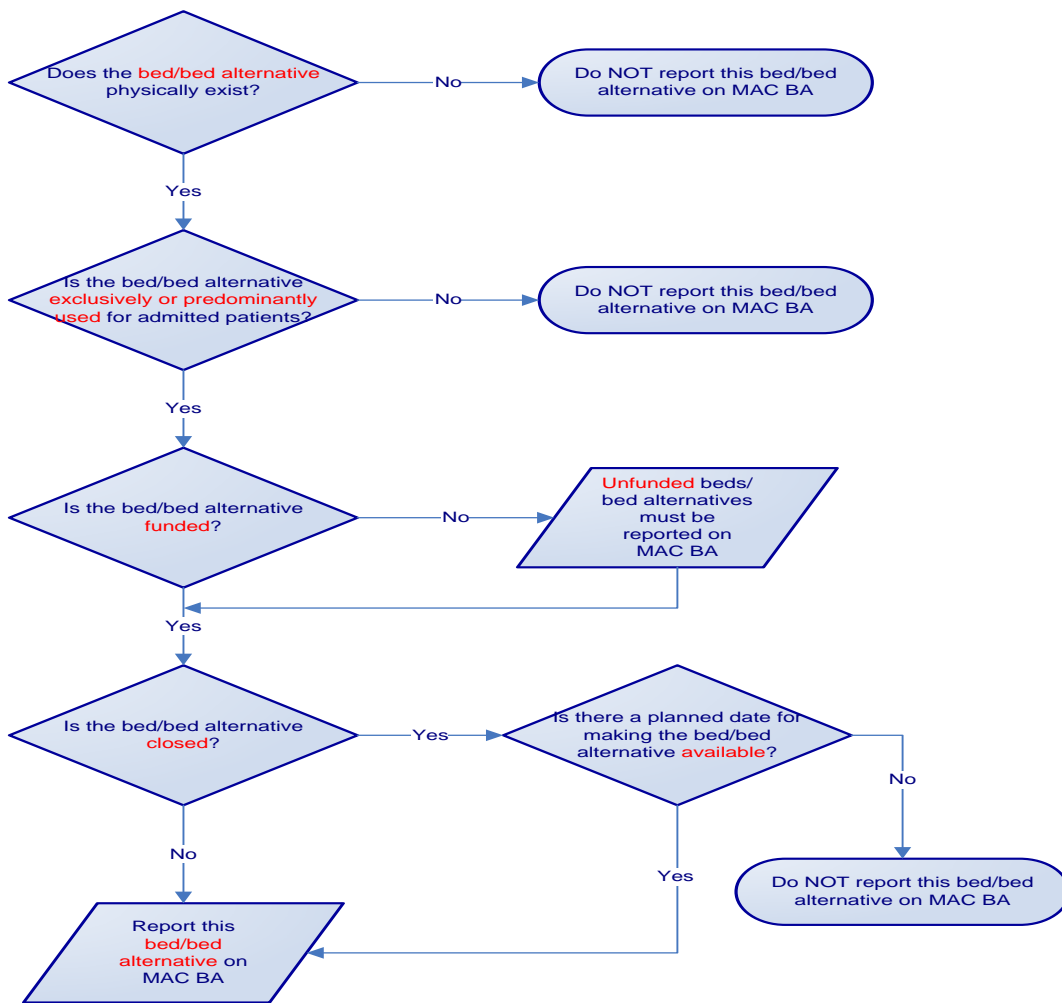 Does the bed/bed alternative
physically exist?
No
Do NOT report this bed/bed
alternative on MAC BA
Yes
Is the bed/bed alternative
exclusively or predominantly
used for admitted patients?
No
Do NOT report this bed/bed
alternative on MAC BA
Yes
Is the bed/bed alternative
funded?
No
Unfunded beds/
bed alternatives
must be
reported on
MAC BA
Yes
Is the bed/bed alternative
closed?
Yes
Is there a planned date for
making the bed/bed
alternative available?
No
Do NOT report this bed/bed
alternative on MAC BA
No
Yes
Report this
bed/bed
alternative on
MAC BA